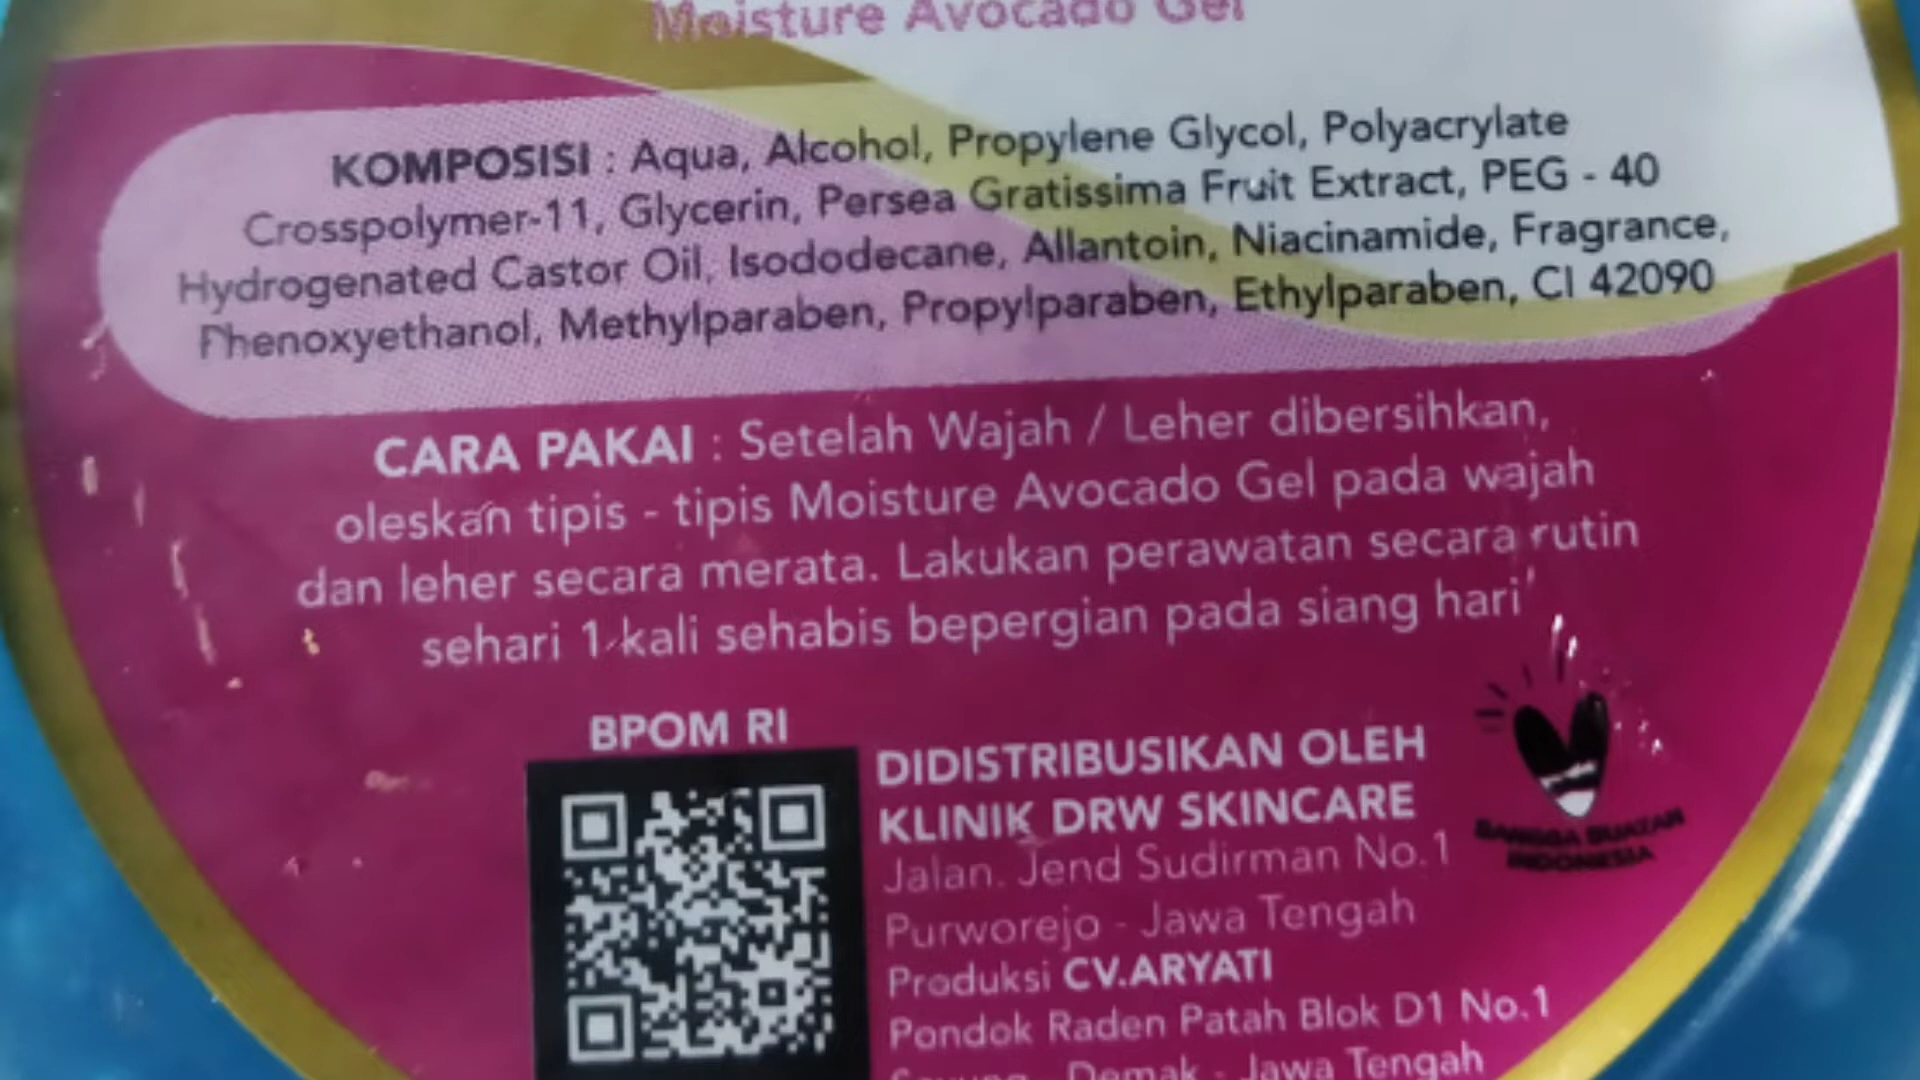 Moisture Avocado Gel
KOMPOSISI : Aqua, Alcohol, Propylene Glycol, Polyacrylate
Crosspolymer-11, Glycerin, Persea Gratissima Fruit Extract, PEG - 40
Hydrogenated Castor Oil, Isododecane, Allantoin, Niacinamide, Fragrance,
Phenoxyethanol, Methylparaben, Propylparaben, Ethylparaben, CI 42090
CARA PAKAI : Setelah Wajah / Leher dibersihkan,
oleskan tipis - tipis Moisture Avocado Gel pada wajah
dan leher secara merata. Lakukan perawatan secara rutin
sehari 1 kali sehabis bepergian pada siang hari
BPOM RI
DIDISTRIBUSIKAN OLEH
KLINIK DRW SKINCARE
Jalan. Jend Sudirman No.1
Purworejo - Jawa Tengah
Produksi CV.ARYATI
Pondok Raden Patah Blok D1 No.1
Demak - Jawa Tengah
BANGGA BUATAN
INDONESIA